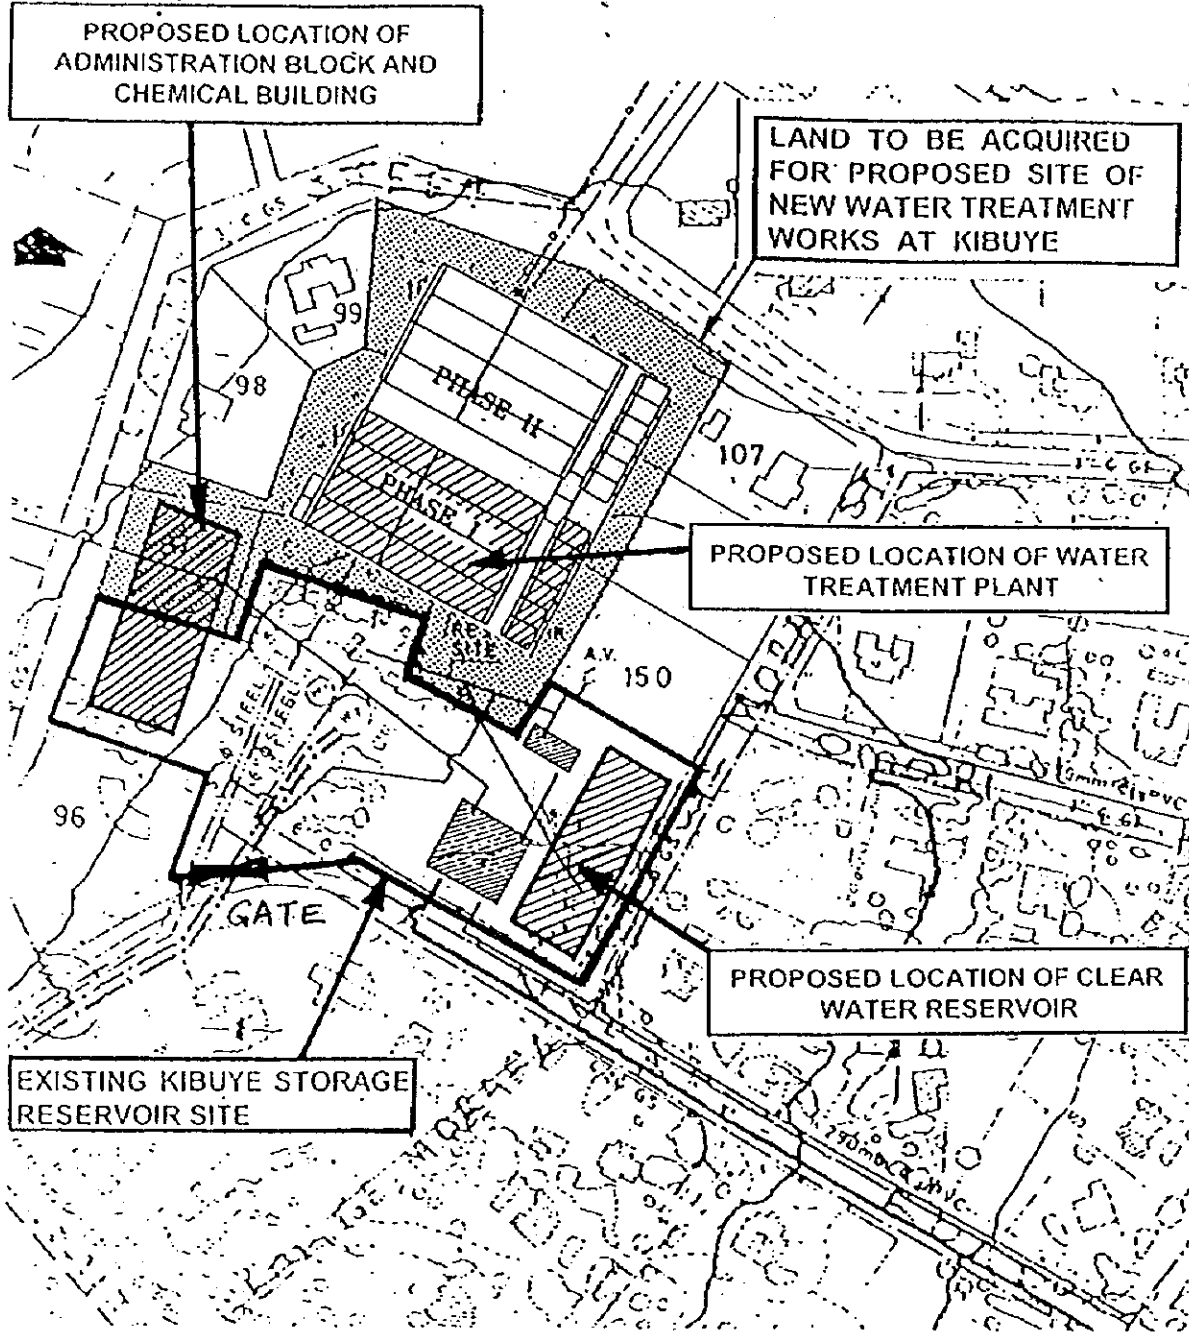 PROPOSED LOCATION OF
ADMINISTRATION BLOCK AND
CHEMICAL BUILDING
LAND TO BE ACQUIRED
FOR PROPOSED SITE OF
NEW WATER TREATMENT
WORKS AT KIBUYE
99
98
PHASE II
107
PHASE I
PROPOSED LOCATION OF WATER
TREATMENT PLANT
SITE
A.V.
150
STEEL
STEEL
96
GATE
PROPOSED LOCATION OF CLEAR
WATER RESERVOIR
EXISTING KIBUYE STORAGE
RESERVOIR SITE